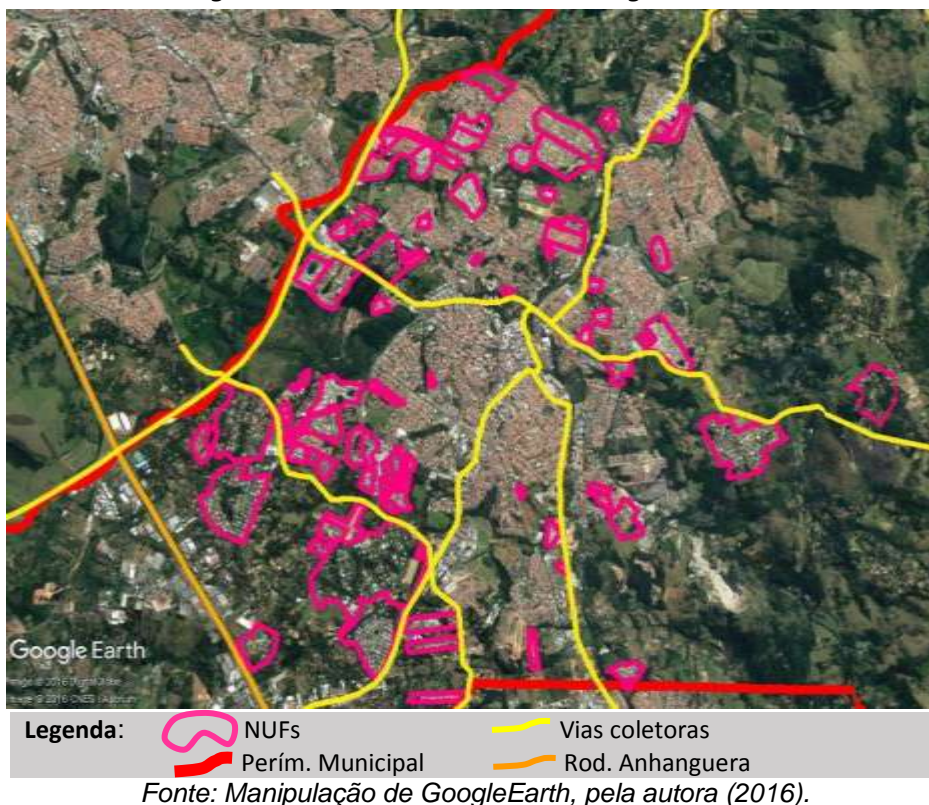 Google Earth
Legenda:
NUFs
Vias coletoras
Perím. Municipal
Rod. Anhanguera
Fonte: Manipulação de GoogleEarth, pela autora (2016).